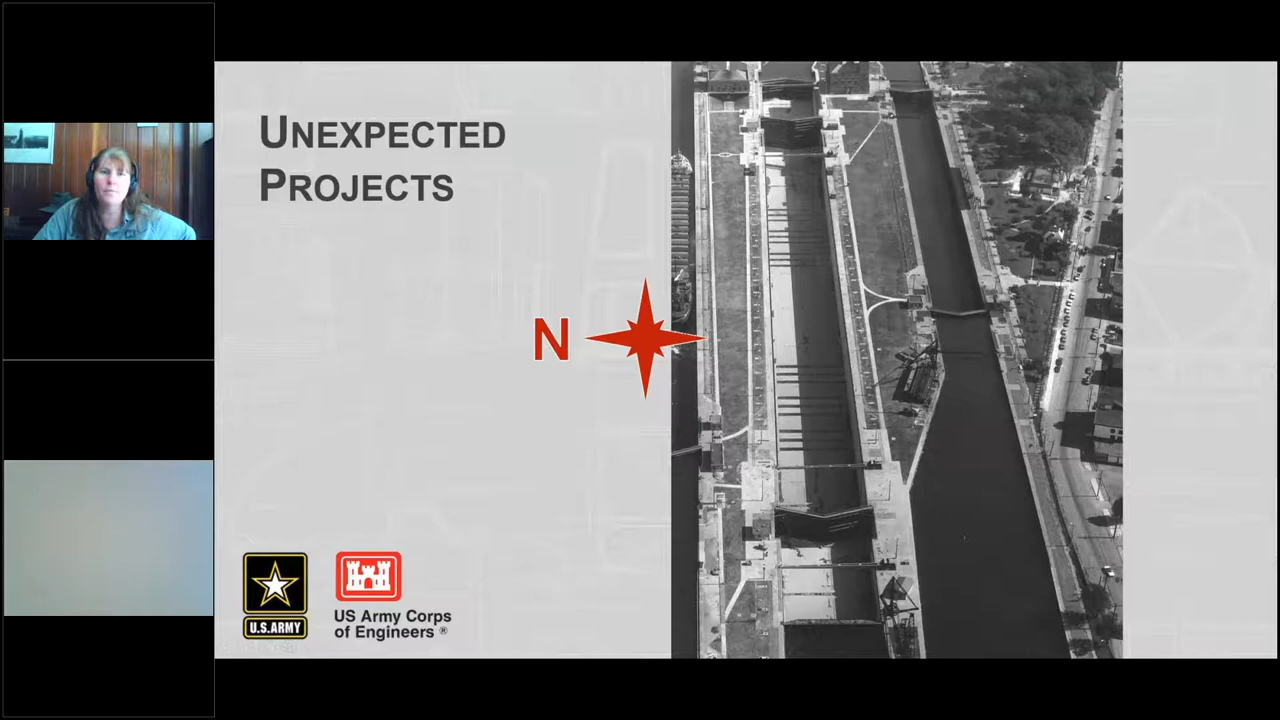 UNEXPECTED
PROJECTS
N
U.S.ARMY
US Army Corps
of Engineers ®